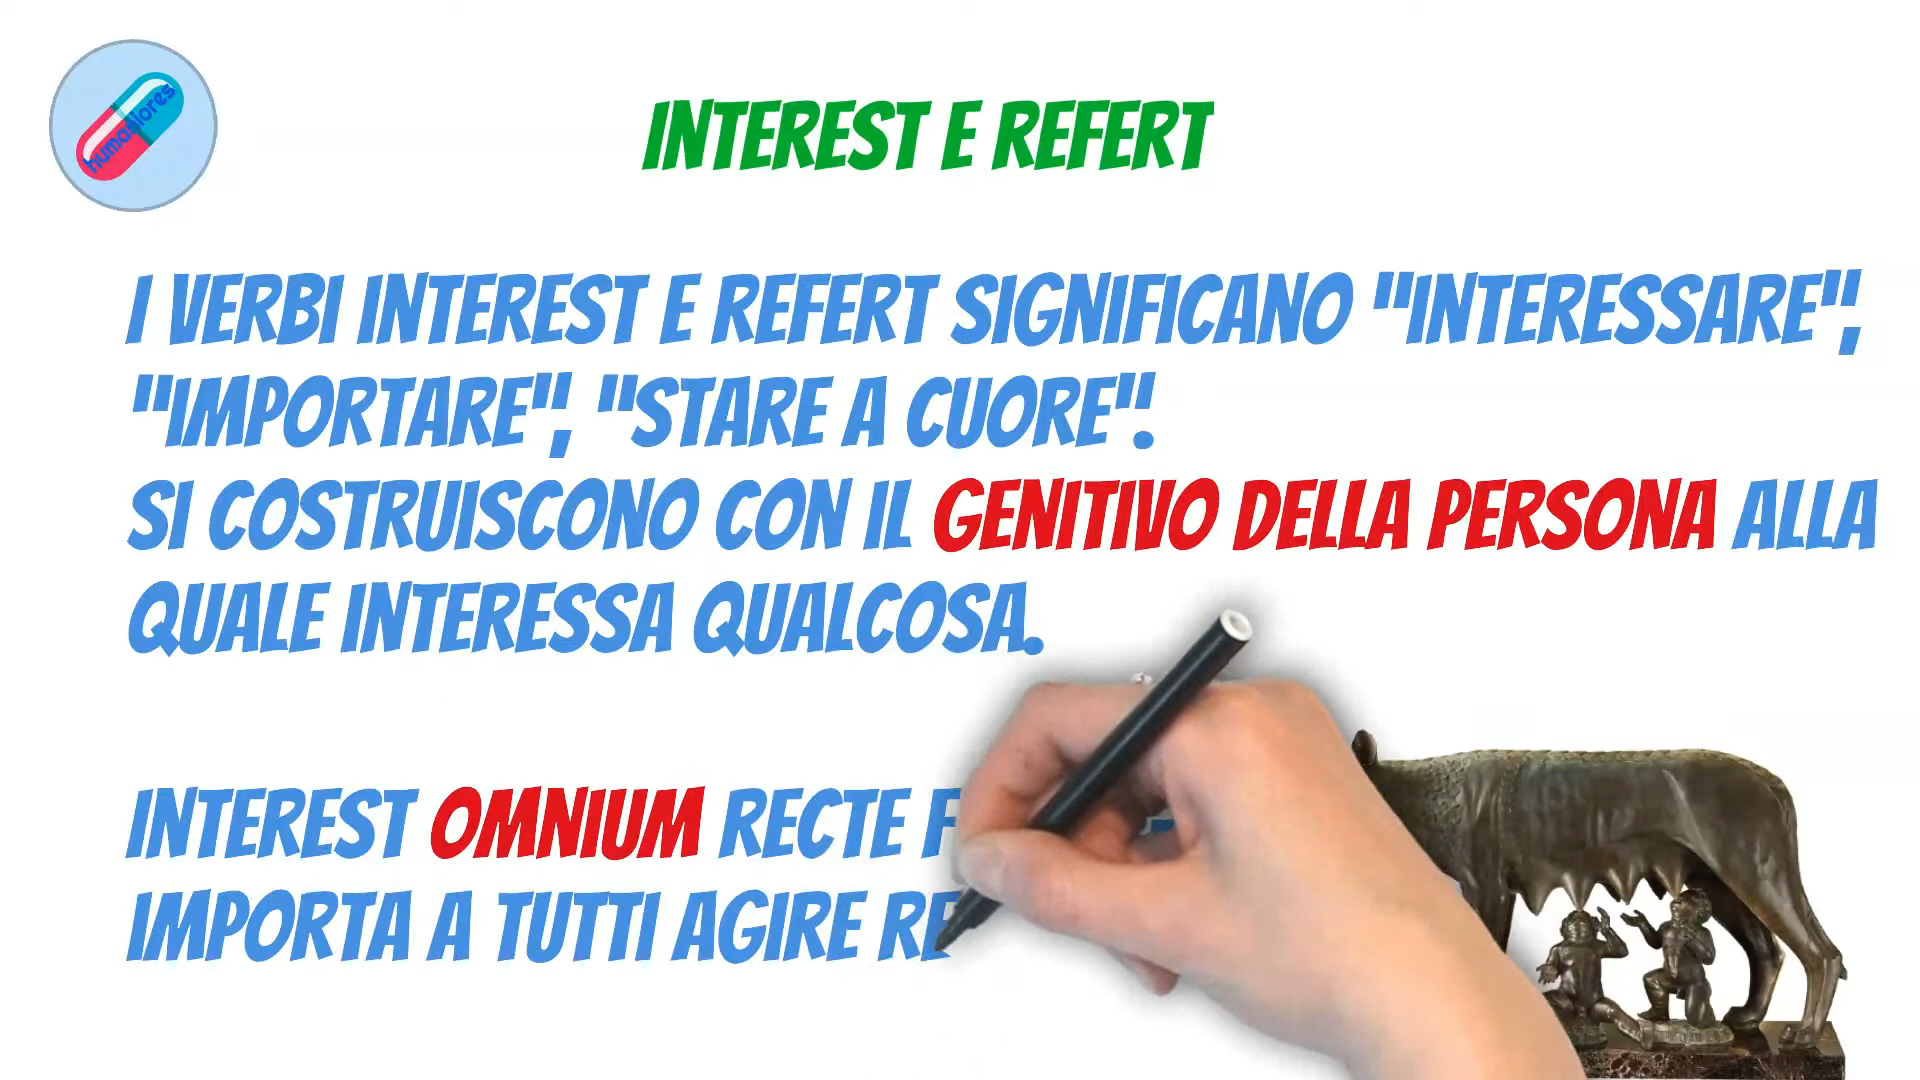 humaniores
INTEREST E REFERT
I VERBI INTEREST E REFERT SIGNIFICANO "INTERESSARE",
"IMPORTARE", "STARE A CUORE".
SI COSTRUISCONO CON IL GENITIVO DELLA PERSONA ALLA
QUALE INTERESSA QUALCOSA.
INTEREST OMNIUM RECTE
IMPORTA A TUTTI AGIRE